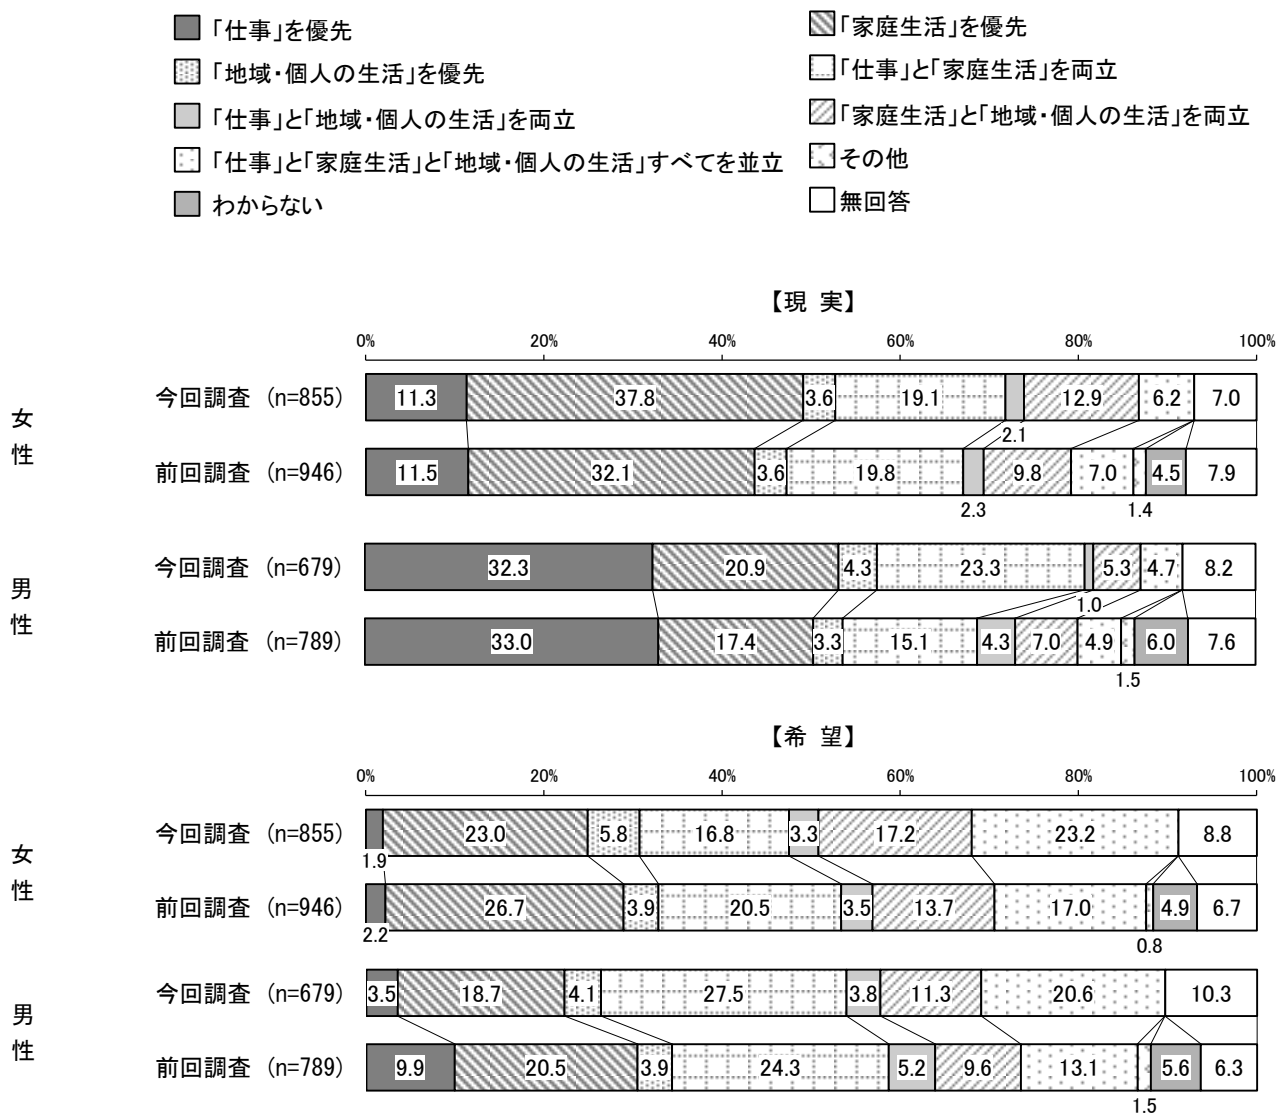 「仕事」を優先
「家庭生活」を優先
「地域・個人の生活」を優先
「仕事」と「家庭生活」を両立
「仕事」と「地域・個人の生活」を両立
「家庭生活」と「地域・個人の生活」を両立
「仕事」と「家庭生活」と「地域・個人の生活」すべてを並立
その他
わからない
無回答
【現 実】
0% 20% 40% 60% 80% 100%
女性
今回調査 (n=855) 11.3 37.8 3.6 19.1 2.1 12.9 6.2 7.0
前回調査 (n=946) 11.5 32.1 3.6 19.8 2.3 9.8 7.0 1.4 4.5 7.9
男性
今回調査 (n=679) 32.3 20.9 4.3 23.3 1.0 5.3 4.7 8.2
前回調査 (n=789) 33.0 17.4 3.3 15.1 4.3 7.0 4.9 1.5 6.0 7.6
【希 望】
0% 20% 40% 60% 80% 100%
女性
今回調査 (n=855) 1.9 23.0 5.8 16.8 3.3 17.2 23.2 8.8
前回調査 (n=946) 2.2 26.7 3.9 20.5 3.5 13.7 17.0 0.8 4.9 6.7
男性
今回調査 (n=679) 3.5 18.7 4.1 27.5 3.8 11.3 20.6 10.3
前回調査 (n=789) 9.9 20.5 3.9 24.3 5.2 9.6 13.1 1.5 5.6 6.3